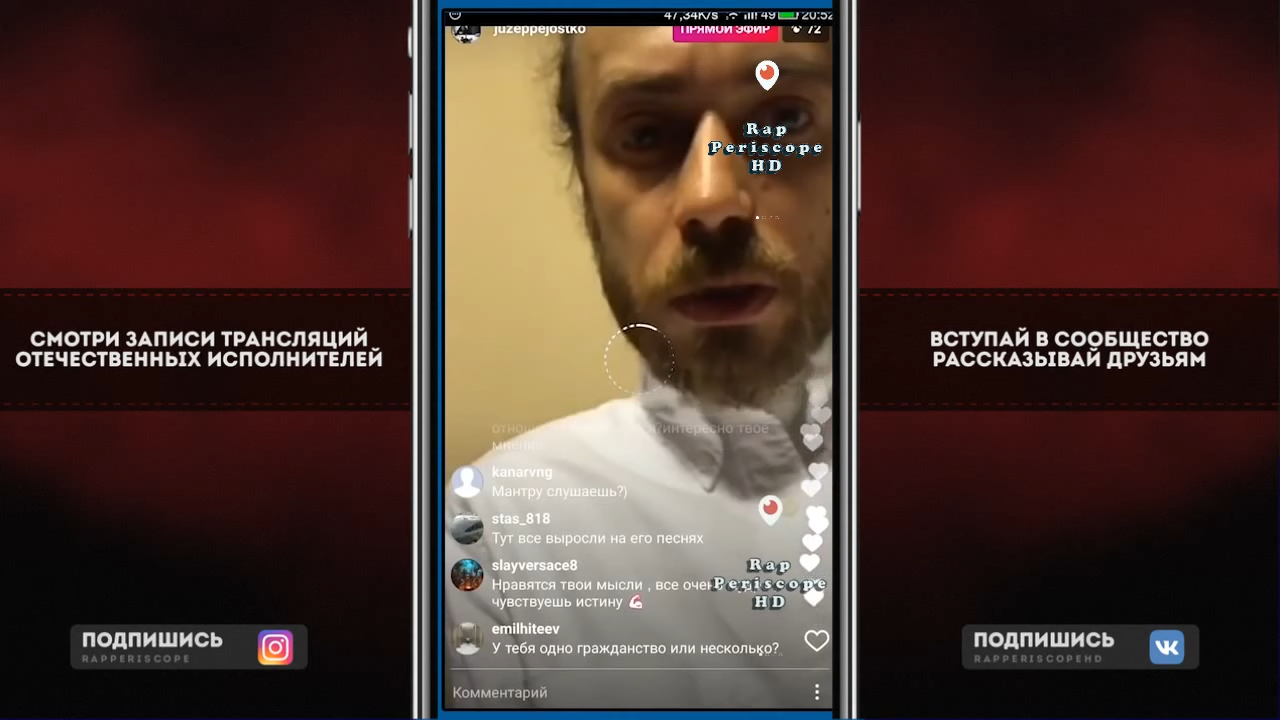 47,34K/s
49
20:52
juzeppejostko
ПРЯМОЙ ЭФИР
72
Rap
Periscope
HD
СМОТРИ ЗАПИСИ ТРАНСЛЯЦИЙ
ОТЕЧЕСТВЕННЫХ ИСПОЛНИТЕЛЕЙ
ВСТУПАЙ В СООБЩЕСТВО
РАССКАЗЫВАЙ ДРУЗЬЯМ
интересно твое
kanarvng
Мантру слушаешь?)
stas_818
Тут все выросли на его песнях
slayversace8
Нравятся твои мысли , все
чувствуешь истину 💪
Rap
Periscope
HD
emilhiteev
У тебя одно гражданство или несколько?
Комментарий
ПОДПИШИСЬ
RAPPERISCOPE
ПОДПИШИСЬ
RAPPERISCOPEHD